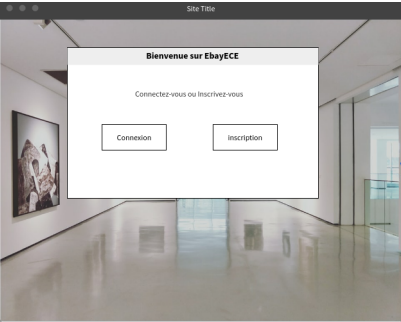 Site Title
Bienvenue sur EbayECE
Connectez-vous ou Inscrivez-vous
Connexion
inscription